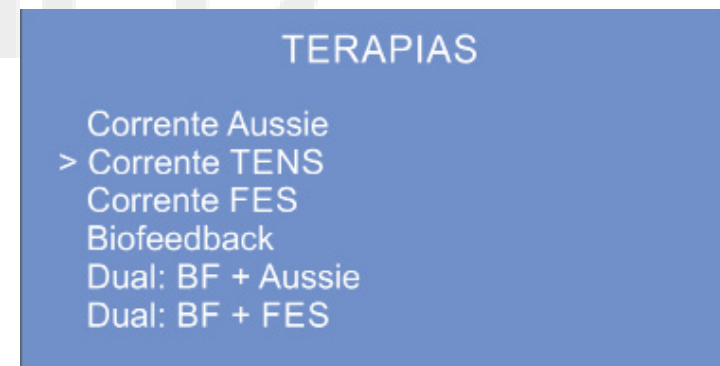 TERAPIAS
Corrente Aussie
> Corrente TENS
Corrente FES
Biofeedback
Dual: BF + Aussie
Dual: BF + FES